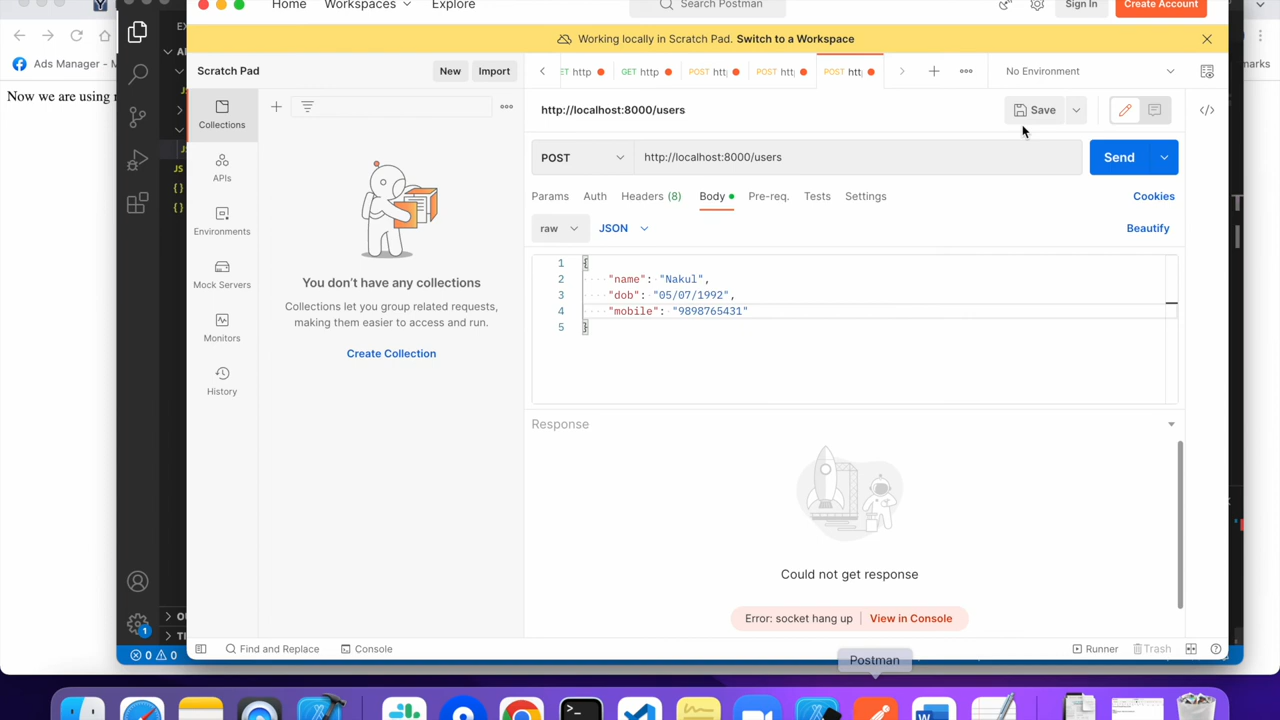 Home Workspaces Explore Search Postman Sign In Create Account
Working locally in Scratch Pad. Switch to a Workspace
Ads Manager - M
Scratch Pad New Import
ET http GET http POST htt POST htt POST htt No Environment
Now we are using
Collections
http://localhost:8000/users Save
POST http://localhost:8000/users Send
APIs
Params Auth Headers (8) Body Pre-req. Tests Settings Cookies
Environments
raw JSON Beautify
Mock Servers
1 {
2 "name": "Nakul",
3 "dob": "05/07/1992",
4 "mobile": "9898765431"
5 }
You don't have any collections
Collections let you group related requests,
making them easier to access and run.
Monitors
Create Collection
History
Response
Could not get response
Error: socket hang up View in Console
Find and Replace Console Runner Trash
0 0
Postman